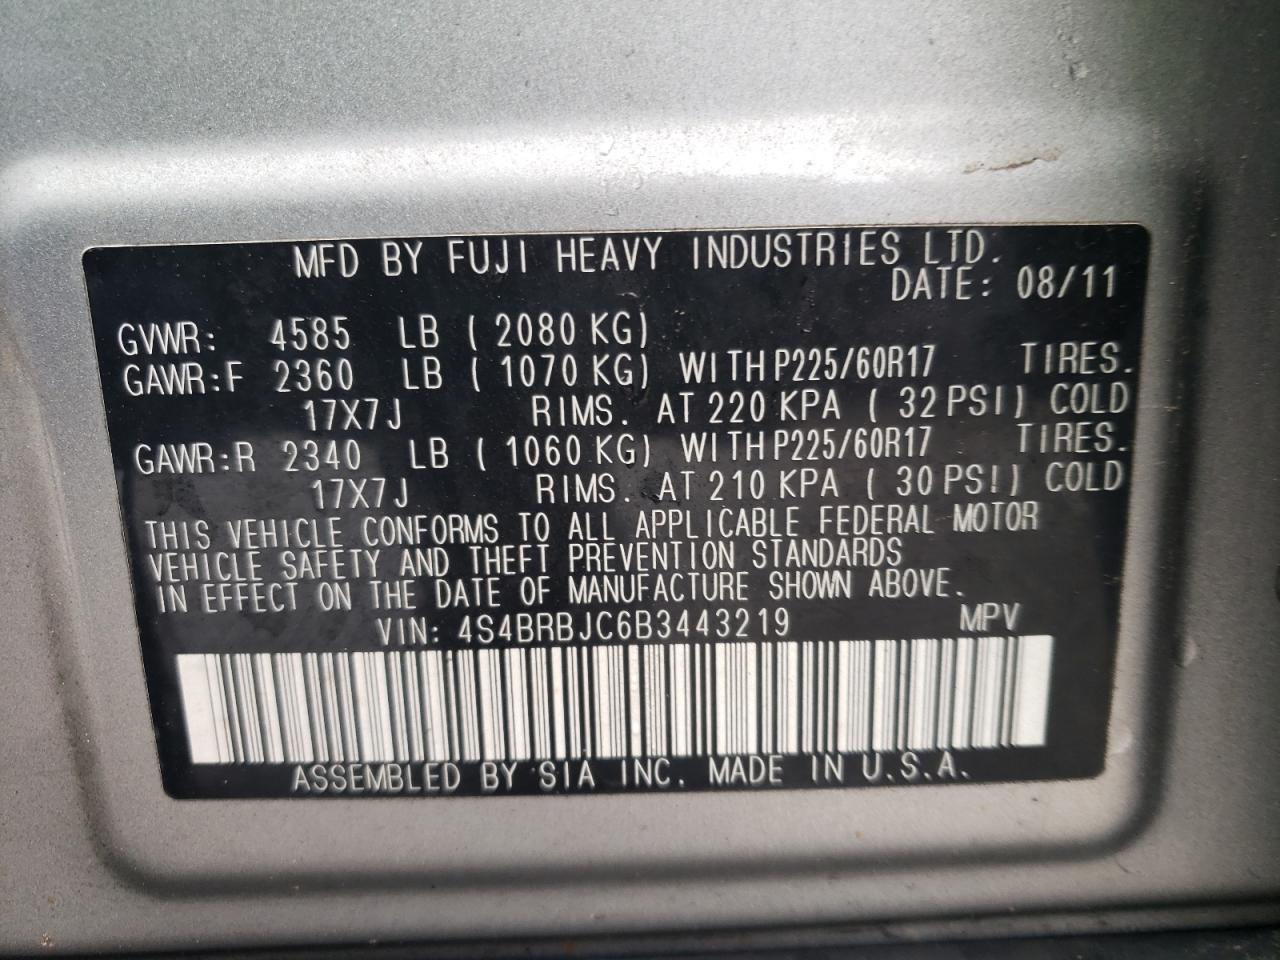 MFD BY FUJI HEAVY INDUSTRIES LTD.
DATE: 08/11
GVWR: 4585 LB ( 2080 KG)
GAWR:F 2360 LB ( 1070 KG) WITH P225/60R17 TIRES.
17X7J RIMS. AT 220 KPA ( 32 PSI) COLD
GAWR:R 2340 LB ( 1060 KG) WITH P225/60R17 TIRES.
17X7J RIMS. AT 210 KPA ( 30 PSI) COLD
THIS VEHICLE CONFORMS TO ALL APPLICABLE FEDERAL MOTOR
VEHICLE SAFETY AND THEFT PREVENTION STANDARDS
IN EFFECT ON THE DATE OF MANUFACTURE SHOWN ABOVE.
VIN: 4S4BRBJC6B3443219 MPV
ASSEMBLED BY SIA INC. MADE IN U.S.A.